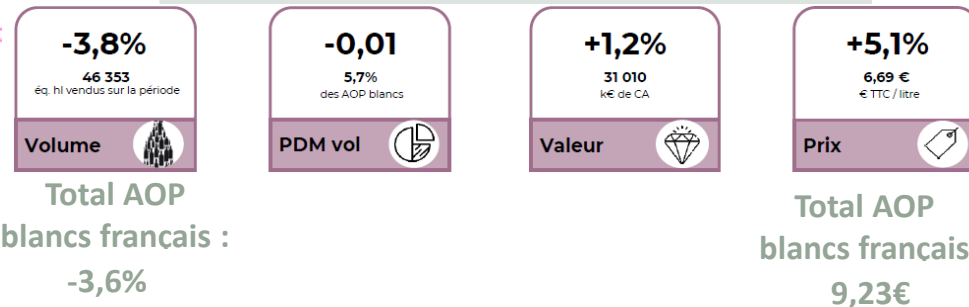 -3,8%
46 353
éq. hl vendus sur la période
Volume
-0,01
5,7%
des AOP blancs
PDM vol
+1,2%
31 010
k€ de CA
Valeur
+5,1%
6,69 €
€ TTC / litre
Prix
Total AOP
blancs français :
-3,6%
Total AOP
blancs français
9,23€